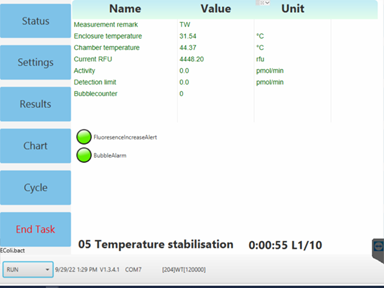 Name Value Unit
Status
Measurement remark TW
Enclosure temperature 31.54 °C
Chamber temperature 44.37 °C
Current RFU 4446.20 rfu
Settings
Activity 0.0 pmol/min
Detection limit 0.0 pmol/min
Bubblecounter 0
Results
FluoresenceIncreaseAlert
Chart
BubbleAlarm
Cycle
End Task
05 Temperature stabilisation 0:00:55 L1/10
EColi.bact
RUN 9/29/22 1:29 PM V1.3.4.1 COM7 [204]WT[120000]